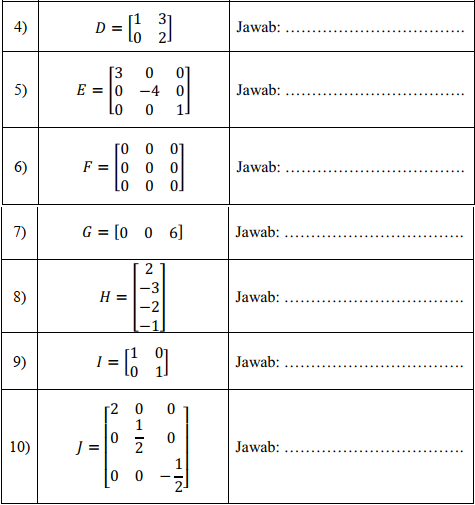 4) D = [1 3; 0 2] Jawab: ……………………………….
5) E = [3 0 0; 0 −4 0; 0 0 1] Jawab: ……………………………….
6) F = [0 0 0; 0 0 0; 0 0 0] Jawab: ……………………………….
7) G = [0 0 6] Jawab: ……………………………….
8) H = [2; −3; −2; −1] Jawab: ……………………………….
9) I = [1 0; 0 1] Jawab: ……………………………….
10) J = [2 0 0; 0 1/2 0; 0 0 −1/2] Jawab: ……………………………….